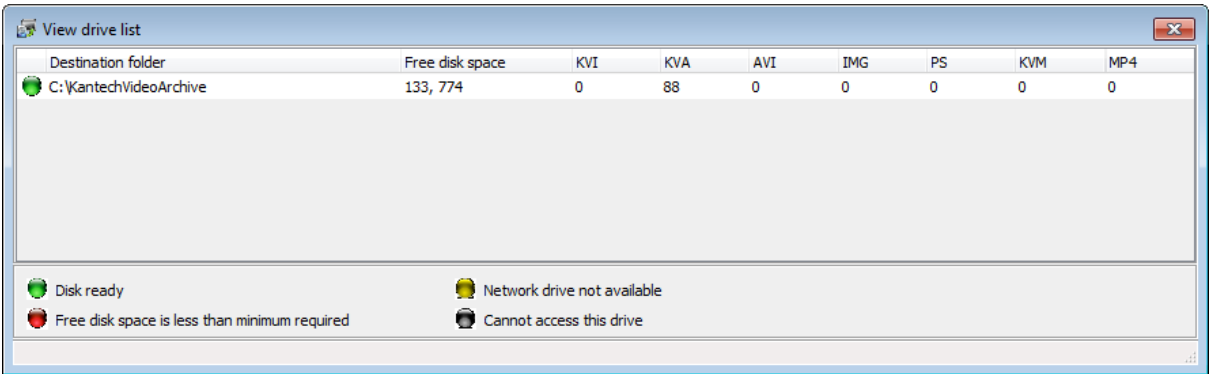 View drive list
Destination folder Free disk space KVI KVA AVI IMG PS KVM MP4
C:\KantechVideoArchive 133, 774 0 88 0 0 0 0 0
Disk ready Network drive not available
Free disk space is less than minimum required Cannot access this drive